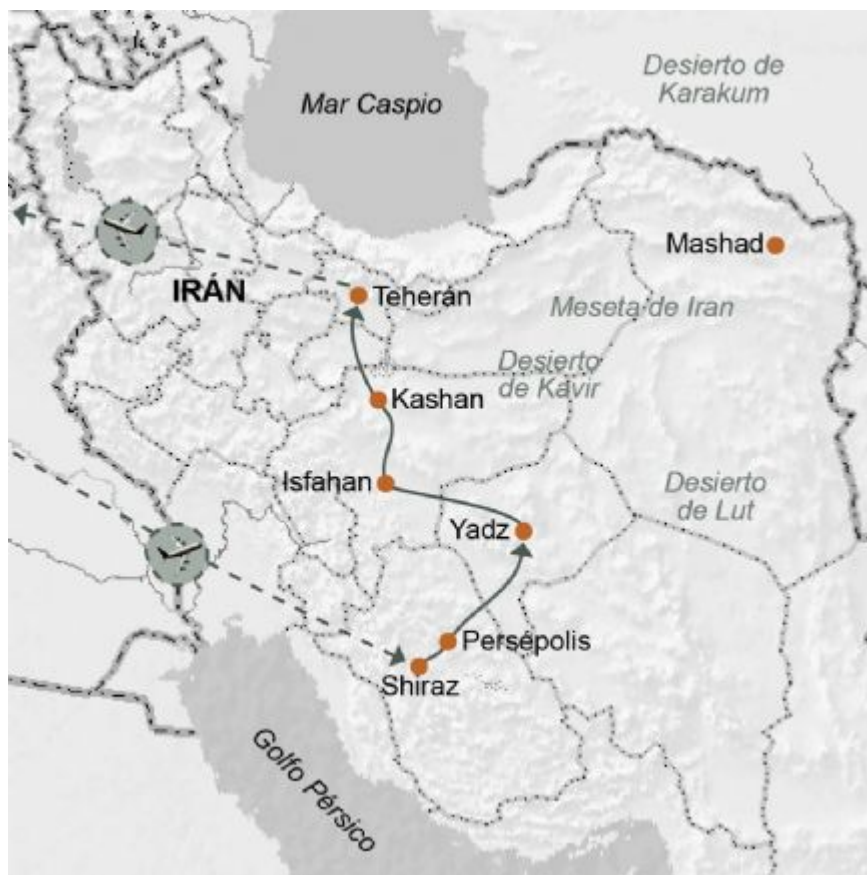 Desierto de
Karakum
Mar Caspio
Mashad
IRÁN
Teherán
Meseta de Iran
Desierto
de Kavir
Kashan
Isfahan
Desierto
de Lut
Yadz
Persépolis
Shiraz
Golfo Pérsico